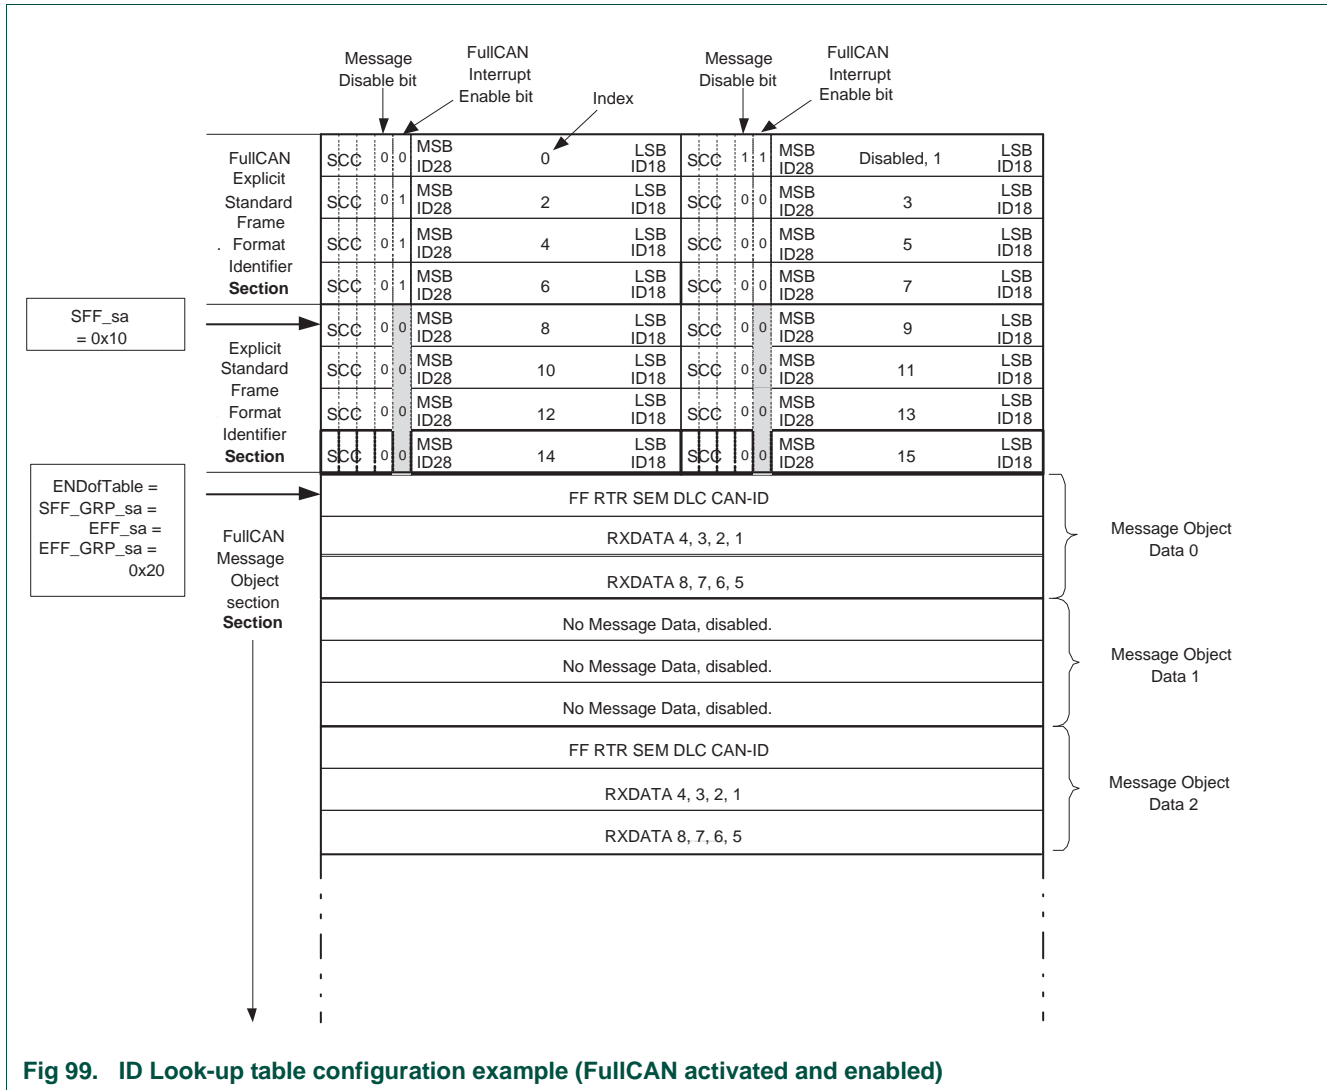 Message
Disable bit
FullCAN
Interrupt
Enable bit
Index
Message
Disable bit
FullCAN
Interrupt
Enable bit
FullCAN
Explicit
Standard
Frame
. Format
Identifier
Section
SCC 0 0 MSB ID28 0 LSB ID18 SCC 1 1 MSB ID28 Disabled, 1 LSB ID18
SCC 0 1 MSB ID28 2 LSB ID18 SCC 0 0 MSB ID28 3 LSB ID18
SCC 0 1 MSB ID28 4 LSB ID18 SCC 0 0 MSB ID28 5 LSB ID18
SCC 0 1 MSB ID28 6 LSB ID18 SCC 0 0 MSB ID28 7 LSB ID18
SFF_sa
= 0x10
Explicit
Standard
Frame
Format
Identifier
Section
SCC 0 0 MSB ID28 8 LSB ID18 SCC 0 0 MSB ID28 9 LSB ID18
SCC 0 0 MSB ID28 10 LSB ID18 SCC 0 0 MSB ID28 11 LSB ID18
SCC 0 0 MSB ID28 12 LSB ID18 SCC 0 0 MSB ID28 13 LSB ID18
SCC 0 0 MSB ID28 14 LSB ID18 SCC 0 0 MSB ID28 15 LSB ID18
ENDofTable =
SFF_GRP_sa =
EFF_sa =
EFF_GRP_sa =
0x20
FullCAN
Message
Object
section
Section
FF RTR SEM DLC CAN-ID
RXDATA 4, 3, 2, 1
RXDATA 8, 7, 6, 5
Message Object
Data 0
No Message Data, disabled.
No Message Data, disabled.
No Message Data, disabled.
Message Object
Data 1
FF RTR SEM DLC CAN-ID
RXDATA 4, 3, 2, 1
RXDATA 8, 7, 6, 5
Message Object
Data 2
Fig 99. ID Look-up table configuration example (FullCAN activated and enabled)